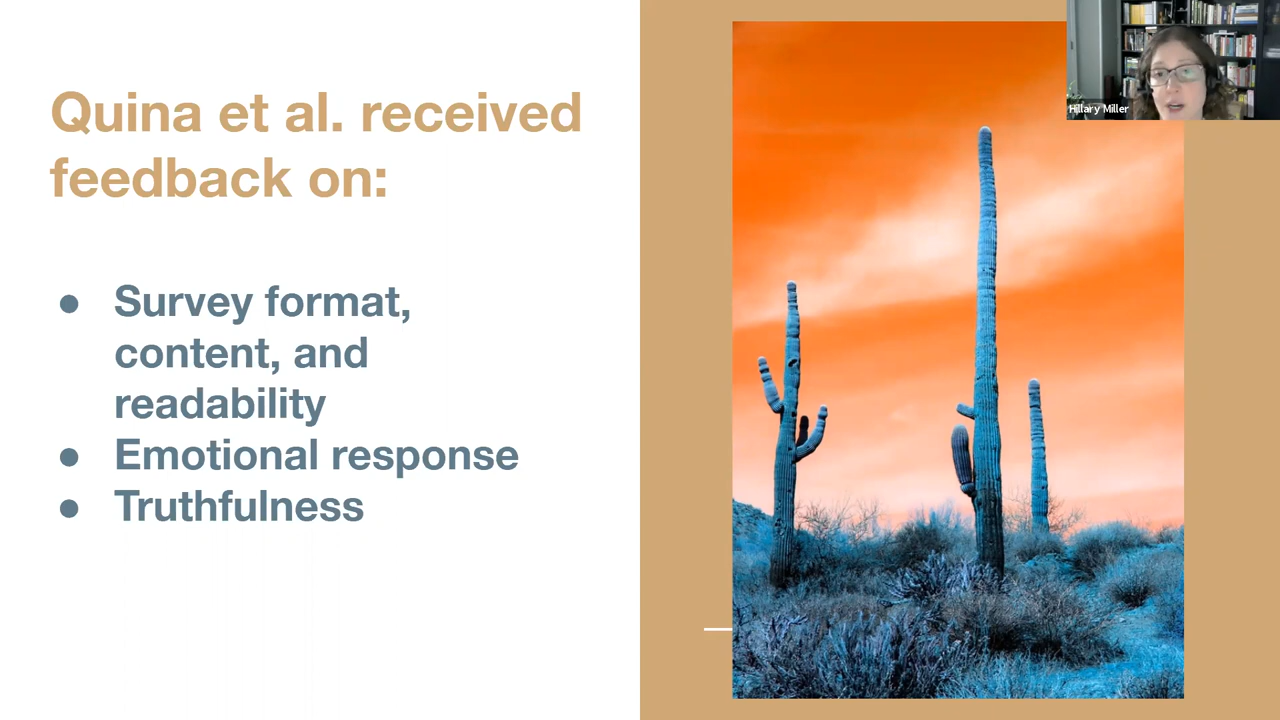 Quina et al. received
feedback on:
● Survey format,
content, and
readability
● Emotional response
● Truthfulness
Hillary Miller